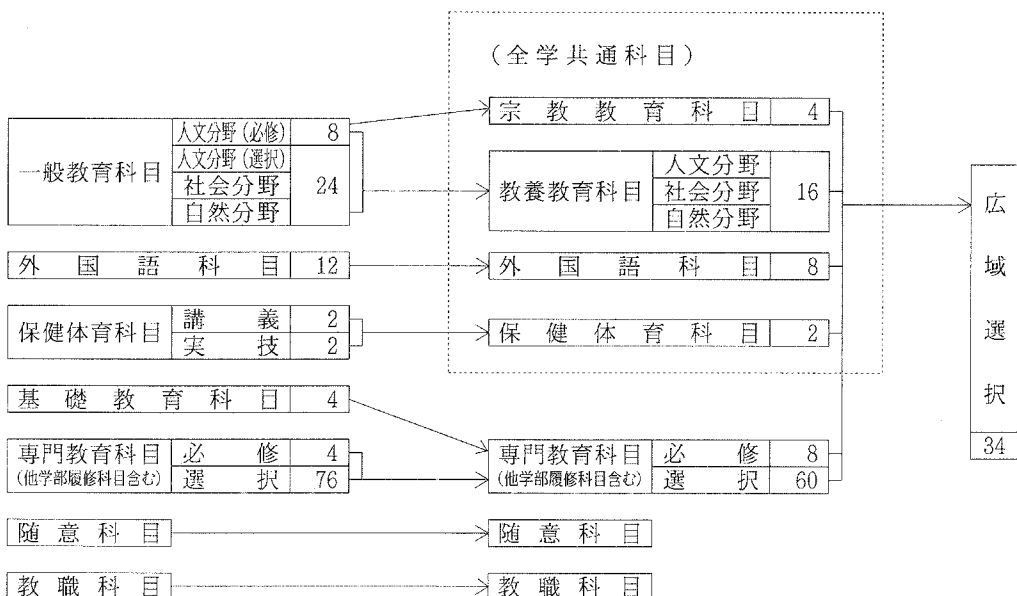 (全学共通科目)
一般教育科目
人文分野(必修) 8
人文分野(選択)
社会分野
自然分野
24
外国語科目 12
保健体育科目
講義 2
実技 2
基礎教育科目 4
専門教育科目
(他学部履修科目含む)
必修 4
選択 76
随意科目
教職科目
宗教教育科目 4
教養教育科目
人文分野
社会分野
自然分野
16
外国語科目 8
保健体育科目 2
専門教育科目
(他学部履修科目含む)
必修 8
選択 60
随意科目
教職科目
広域選択
34